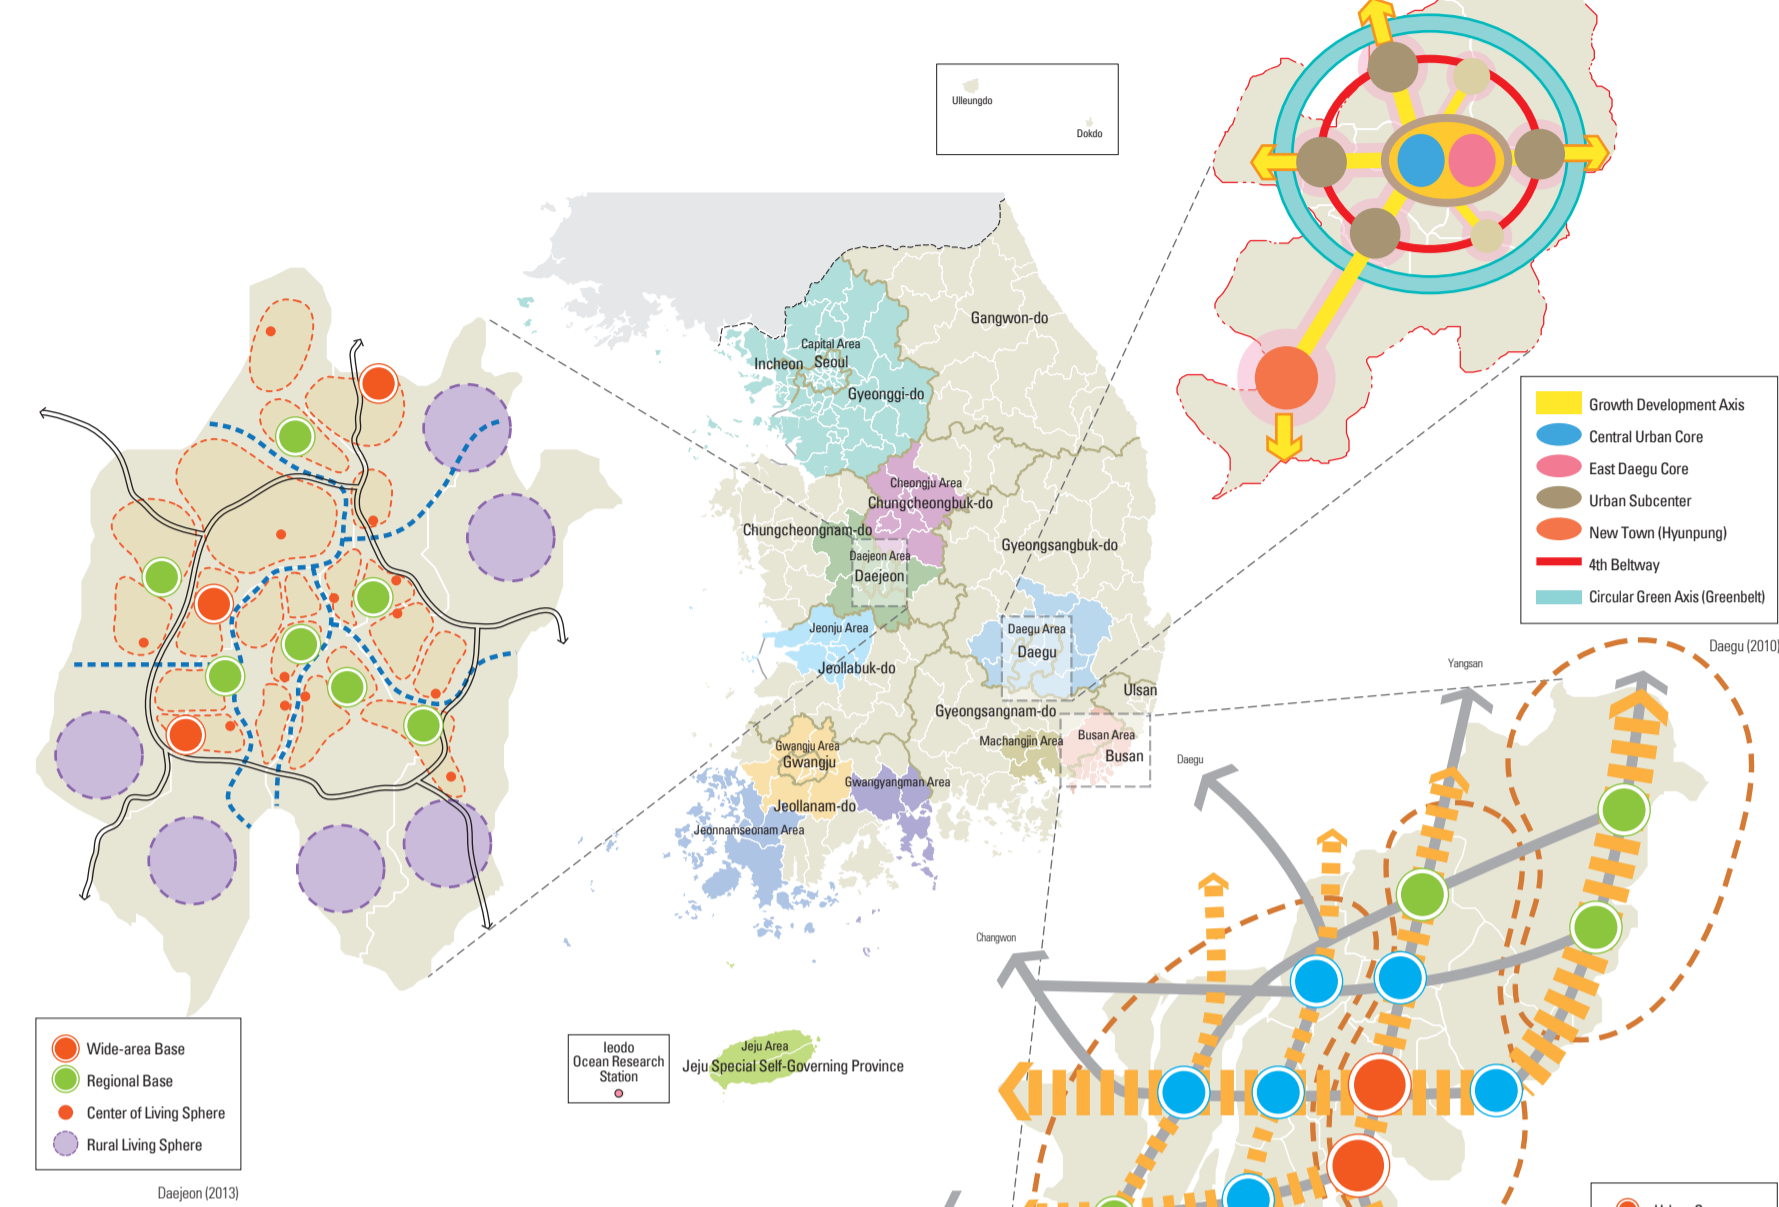 Ulleungdo
Dokdo
Gangwon-do
Capital Area
Incheon
Seoul
Gyeonggi-do
Cheongju Area
Chungcheongbuk-do
Chungcheongnam-do
Gyeongsangbuk-do
Daejeon Area
Daejeon
Jeonju Area
Jeollabuk-do
Daegu Area
Daegu
Ulsan
Gyeongsangnam-do
Machangjin Area
Busan Area
Busan
Gwangju Area
Gwangju
Gwangyangman Area
Jeollanam-do
Jeonnamseonam Area
Ieodo
Ocean Research
Station
Jeju Area
Jeju Special Self-Governing Province
Growth Development Axis
Central Urban Core
East Daegu Core
Urban Subcenter
New Town (Hyunpung)
4th Beltway
Circular Green Axis (Greenbelt)
Daegu (2010)
Yangsan
Daegu
Changwon
Wide-area Base
Regional Base
Center of Living Sphere
Rural Living Sphere
Daejeon (2013)